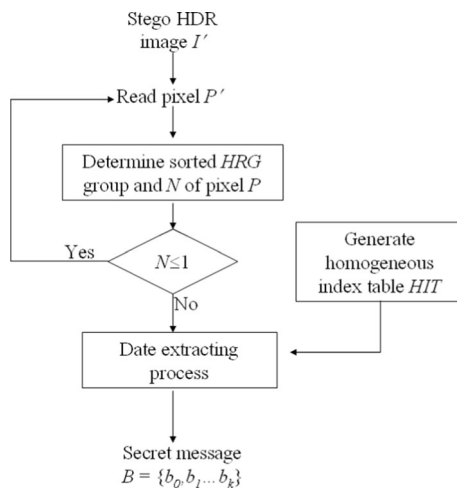 Stego HDR
image I′
Read pixel P′
Determine sorted HRG
group and N of pixel P
Yes
N≤1
No
Generate
homogeneous
index table HIT
Date extracting
process
Secret message
B = {b₀,b₁...bₖ}